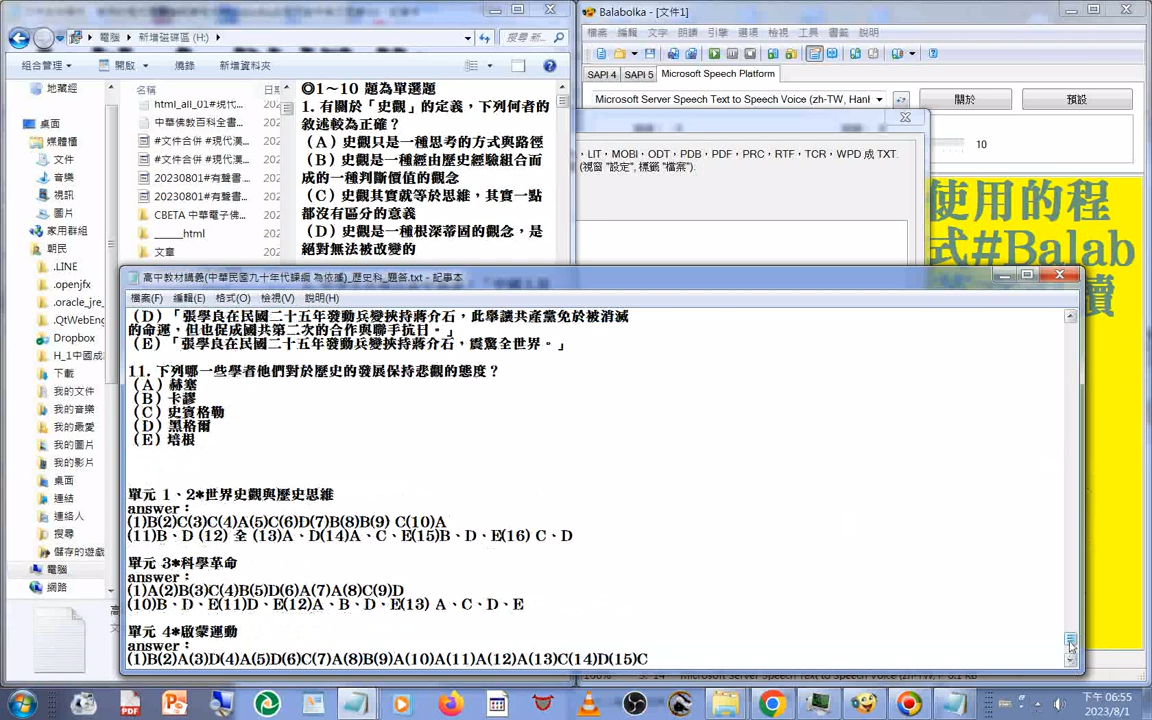 Balabolka - [文件1]
電腦 ▸ 新增磁碟區 (H:) ▸
搜尋 新...
檔案 編輯 文字 朗讀 引擎 選項 檢視 工具 書籤 說明
組合管理 開啟 燒錄 新增資料夾
SAPI 4 SAPI 5 Microsoft Speech Platform
Microsoft Server Speech Text to Speech Voice (zh-TW, Hanl
關於 預設
10
地藏經
桌面
媒體櫃
文件
音樂
視訊
圖片
家用群組
朝民
.LINE
.openjfx
.oracle_jre_
.QtWebEng
Dropbox
H_1中國成
下載
我的文件
我的音樂
我的最愛
我的圖片
我的影片
桌面
連結
連絡人
搜尋
儲存的遊戲
電腦
網路
名稱
html_all_01#現代...
中華佛教百科全書...
#文件合併 #現代漢...
#文件合併 #現代漢...
20230801#有聲書...
20230801#有聲書...
CBETA 中華電子佛...
______html
文章
◎1～10 題為單選題
1. 有關於「史觀」的定義，下列何者的
敘述較為正確？
（A）史觀只是一種思考的方式與路徑
（B）史觀是一種經由歷史經驗組合而
成的一種判斷價值的觀念
（C）史觀其實就等於思維，其實一點
都沒有區分的意義
（D）史觀是一種根深蒂固的觀念，是
絕對無法被改變的
，LIT，MOBI，ODT，PDB，PDF，PRC，RTF，TCR，WPD 成 TXT.
(視窗 "設定", 標籤 "檔案").
使用的程
式#Balab
讀
高中教材講義(中華民國九十年代課綱 為依據)_歷史科_題答.txt - 記事本
檔案(F) 編輯(E) 格式(O) 檢視(V) 說明(H)
（D）「張學良在民國二十五年發動兵變挾持蔣介石，此舉讓共產黨免於被消滅
的命運，但也促成國共第二次的合作與聯手抗日。」
（E）「張學良在民國二十五年發動兵變挾持蔣介石，震驚全世界。」
11. 下列哪一些學者他們對於歷史的發展保持悲觀的態度？
（A）赫塞
（B）卡謬
（C）史賓格勒
（D）黑格爾
（E）培根
單元 1、2*世界史觀與歷史思維
answer：
(1)B(2)C(3)C(4)A(5)C(6)D(7)B(8)B(9) C(10)A
(11)B、D (12) 全 (13)A、D(14)A、C、E(15)B、D、E(16) C、D
單元 3*科學革命
answer：
(1)A(2)B(3)C(4)B(5)D(6)A(7)A(8)C(9)D
(10)B、D、E(11)D、E(12)A、B、D、E(13) A、C、D、E
單元 4*啟蒙運動
answer：
(1)B(2)A(3)D(4)A(5)D(6)C(7)A(8)B(9)A(10)A(11)A(12)A(13)C(14)D(15)C
下午 06:55
2023/8/1